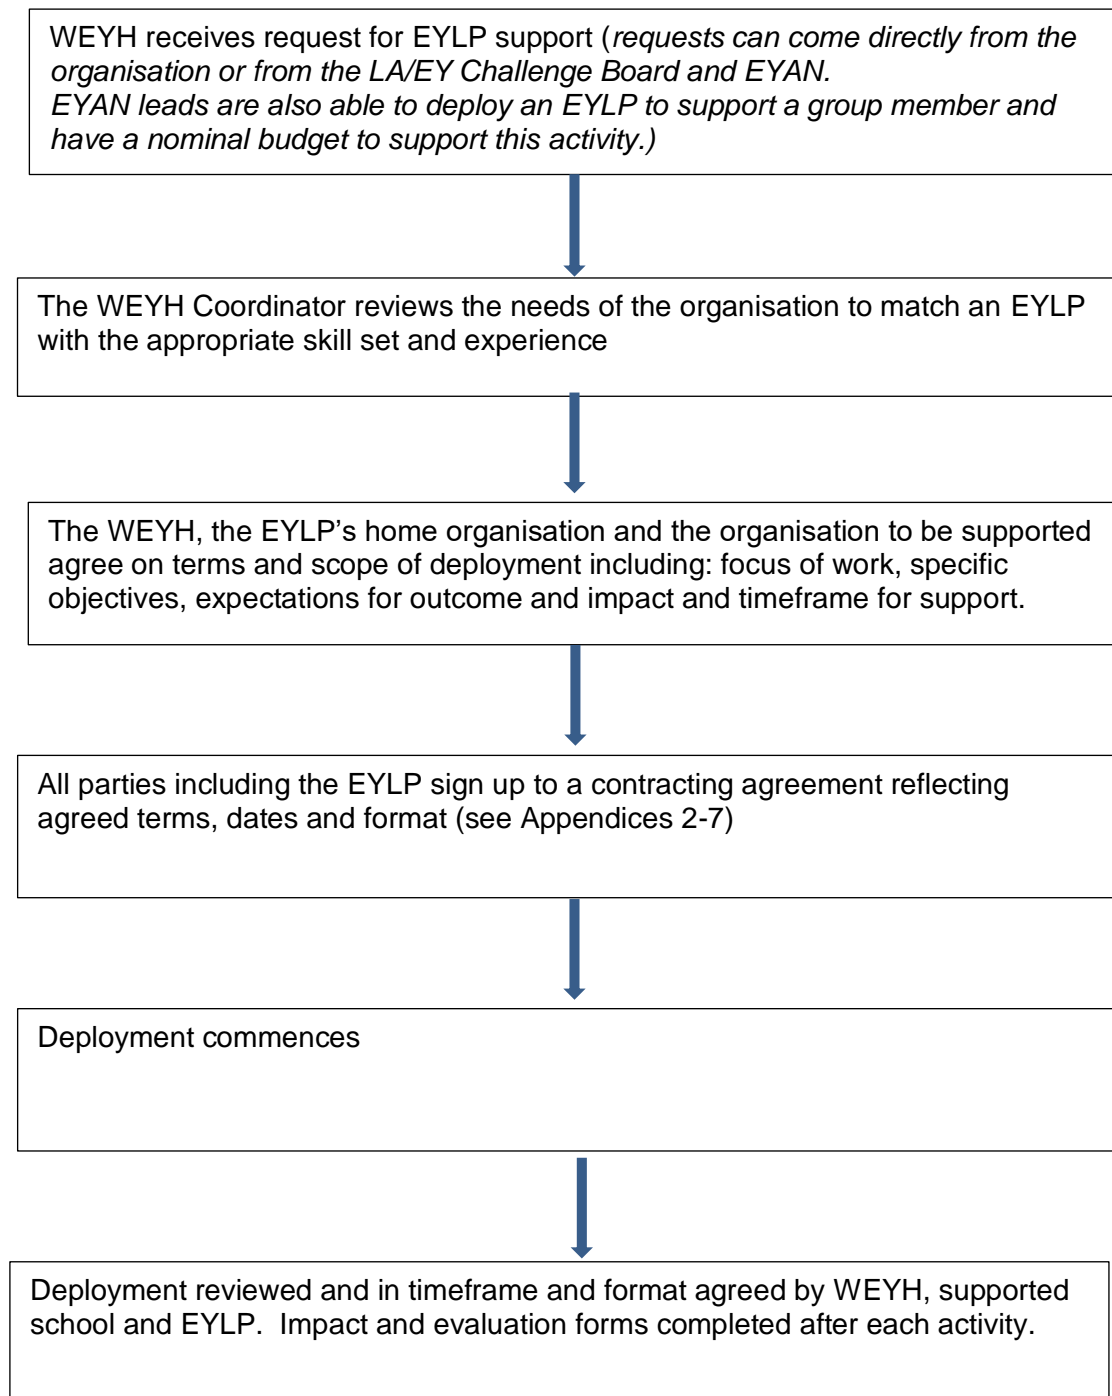 WEYH receives request for EYLP support (requests can come directly from the
organisation or from the LA/EY Challenge Board and EYAN.
EYAN leads are also able to deploy an EYLP to support a group member and
have a nominal budget to support this activity.)
The WEYH Coordinator reviews the needs of the organisation to match an EYLP
with the appropriate skill set and experience
The WEYH, the EYLP’s home organisation and the organisation to be supported
agree on terms and scope of deployment including: focus of work, specific
objectives, expectations for outcome and impact and timeframe for support.
All parties including the EYLP sign up to a contracting agreement reflecting
agreed terms, dates and format (see Appendices 2-7)
Deployment commences
Deployment reviewed and in timeframe and format agreed by WEYH, supported
school and EYLP.  Impact and evaluation forms completed after each activity.